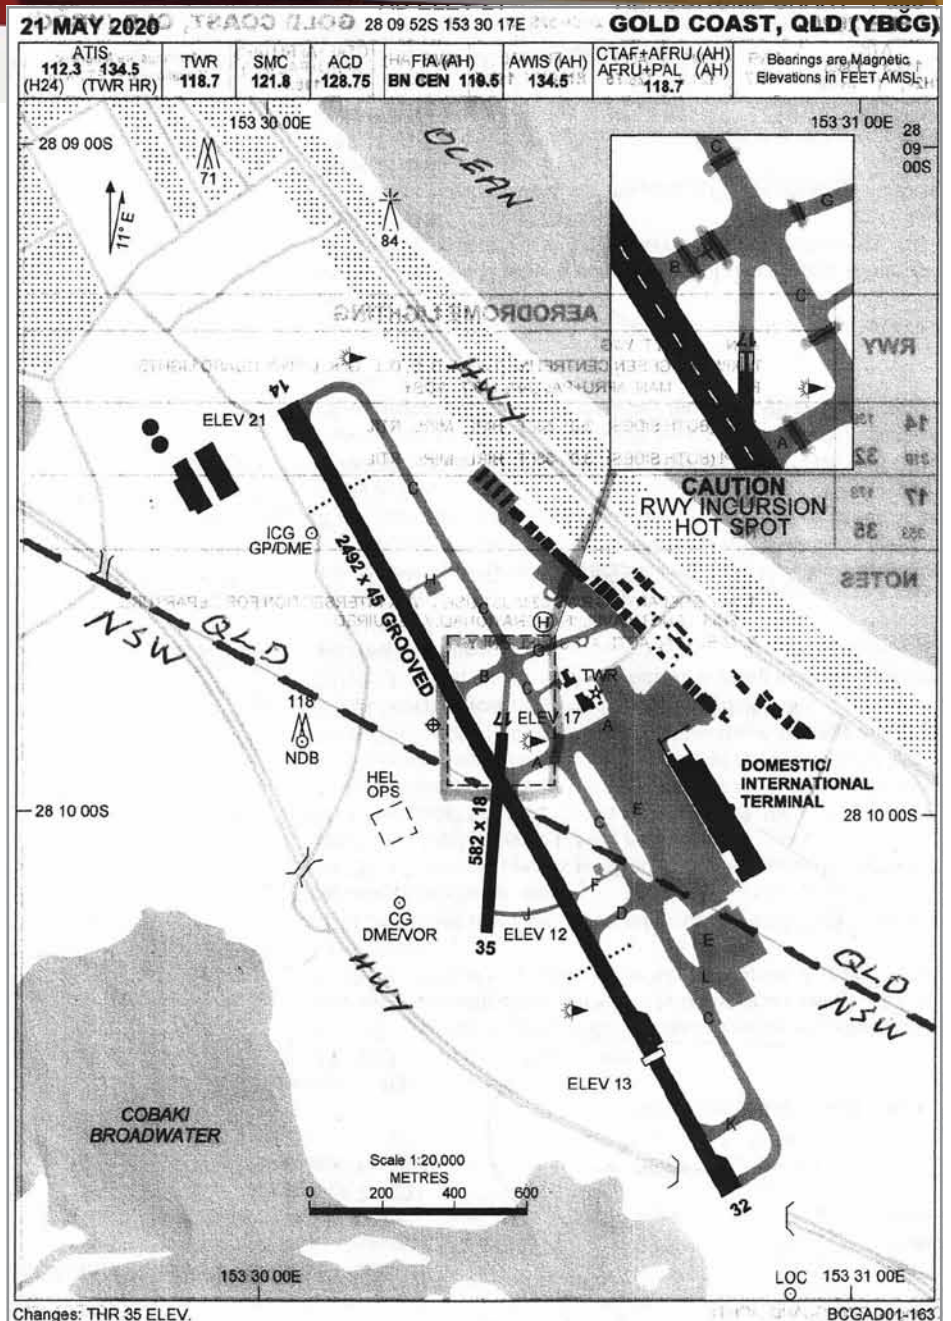 21 MAY 2020 28 09 52S 153 30 17E GOLD COAST, QLD (YBCG)
ATIS
112.3 134.5
(H24) (TWR HR)
TWR
118.7
SMC
121.8
ACD
128.75
FIA (AH)
BN CEN 119.5
AWIS (AH)
134.5
CTAF+AFRU (AH)
AFRU+PAL (AH)
118.7
Bearings are Magnetic
Elevations in FEET AMSL
153 30 00E
153 31 00E
28 09 00S
28
09
00S
OCEAN
71
11° E
84
C
G
B
A
C
17
A
AERODROME LIGHTING
RWY
HWY
14
ELEV 21
14
32
17
35
NOTES
CAUTION
RWY INCURSION
HOT SPOT
C
ICG
GP/DME
2492 x 45 GROOVED
H
C
H
NSW
QLD
G
B
C
TWR
118
NDB
17
ELEV 17
A
A
HEL
OPS
DOMESTIC/
INTERNATIONAL
TERMINAL
28 10 00S
28 10 00S
582 x 18
C
E
F
CG
DME/VOR
J
D
35
ELEV 12
E
L
C
QLD
NSW
HWY
ELEV 13
K
COBAKI
BROADWATER
Scale 1:20,000
METRES
0 200 400 600
32
153 30 00E
LOC 153 31 00E
Changes: THR 35 ELEV.
BCGAD01-163